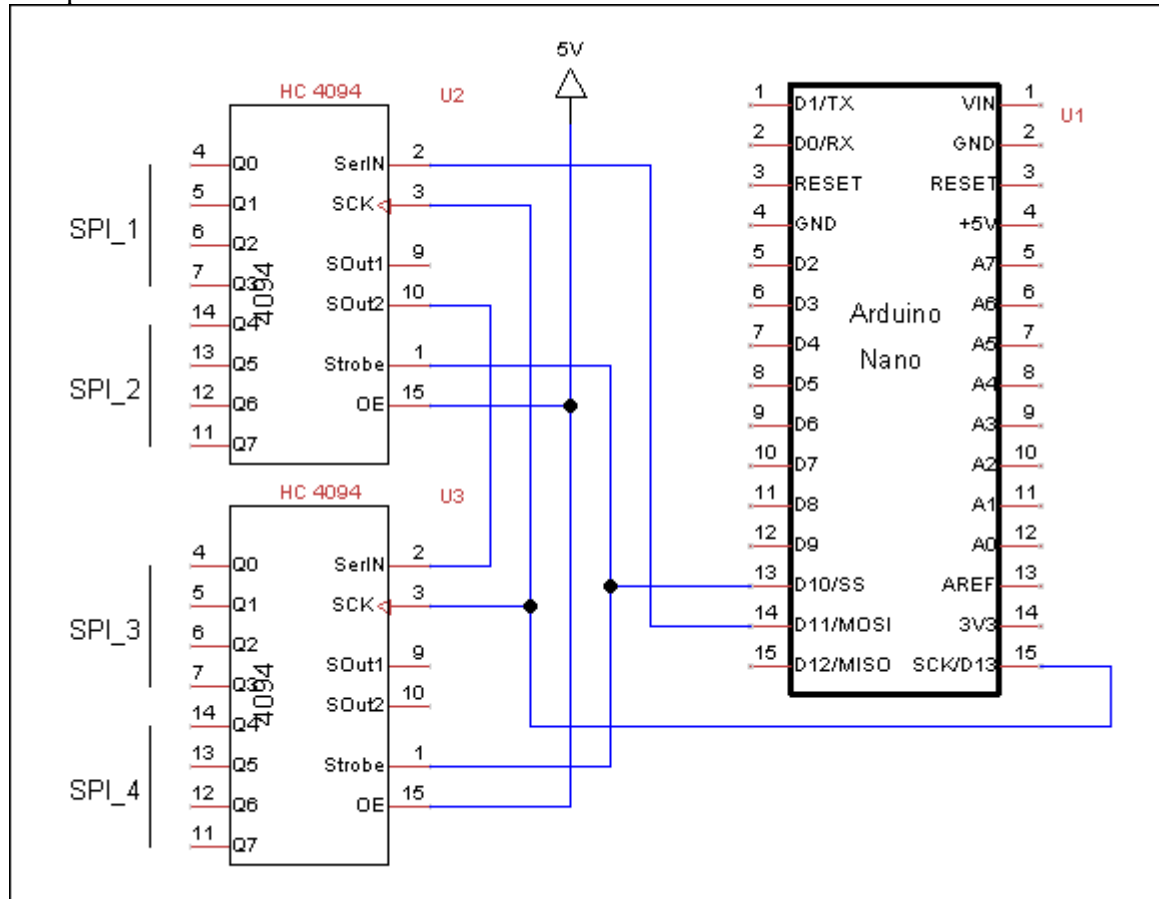 5V
HC 4094
U2
4 Q0 SerIN 2
5 Q1 SCK 3
SPI_1
6 Q2
SOut1 9
7 Q3
4094
14 Q4 SOut2 10
13 Q5 Strobe 1
SPI_2
12 Q6 OE 15
11 Q7
HC 4094
U3
4 Q0 SerIN 2
5 Q1 SCK 3
SPI_3
6 Q2
SOut1 9
7 Q3
4094
SOut2 10
14 Q4
13 Q5 Strobe 1
SPI_4
12 Q6 OE 15
11 Q7
1 D1/TX VIN 1
U1
2 D0/RX GND 2
3 RESET RESET 3
4 GND +5V 4
5 D2 A7 5
6 D3 A6 6
Arduino
7 D4 A5 7
Nano
8 D5 A4 8
9 D6 A3 9
10 D7 A2 10
11 D8 A1 11
12 D9 A0 12
13 D10/SS AREF 13
14 D11/MOSI 3V3 14
15 D12/MISO SCK/D13 15